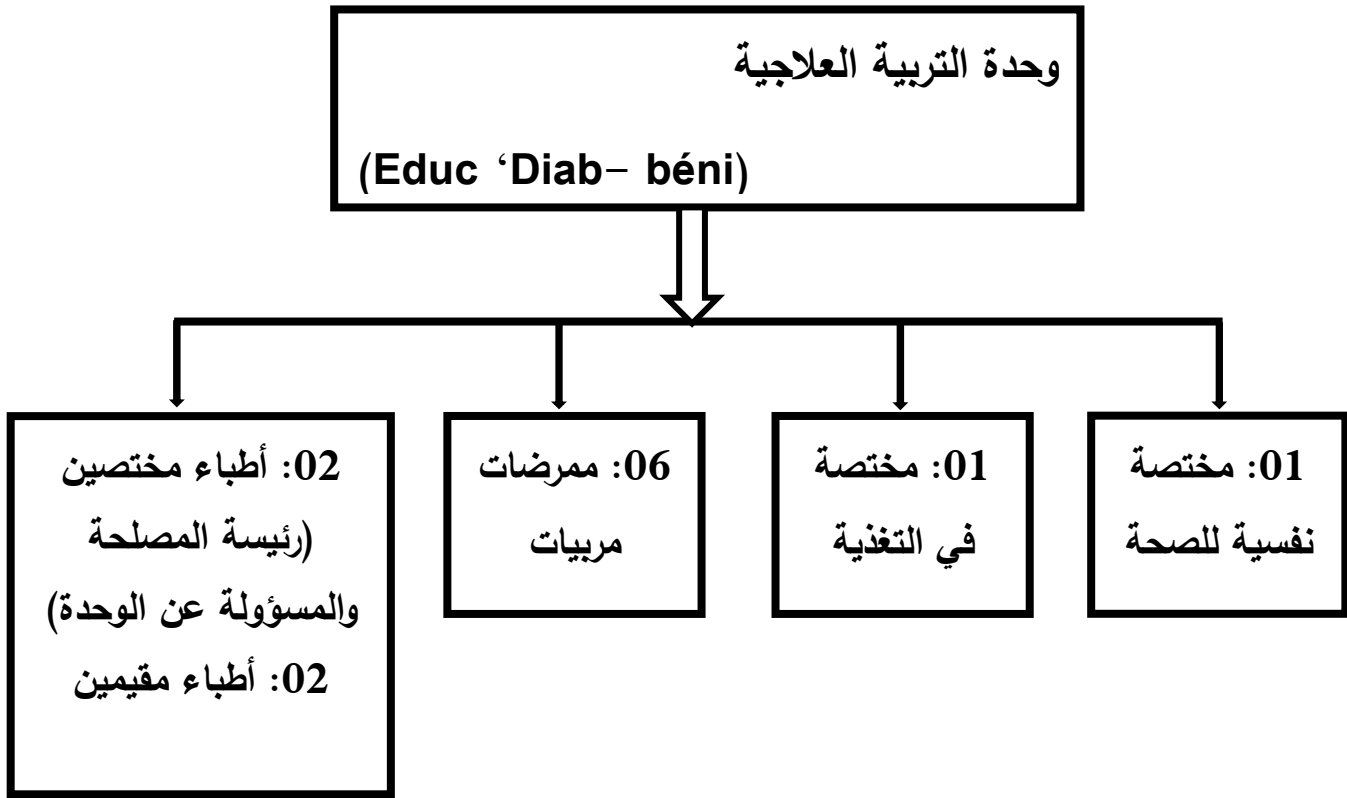 وحدة التربية العلاجية
(Educ ‘Diab– béni)
01: مختصة
نفسية للصحة
01: مختصة
في التغذية
06: ممرضات
مربيات
02: أطباء مختصين
(رئيسة المصلحة
والمسؤولة عن الوحدة)
02: أطباء مقيمين